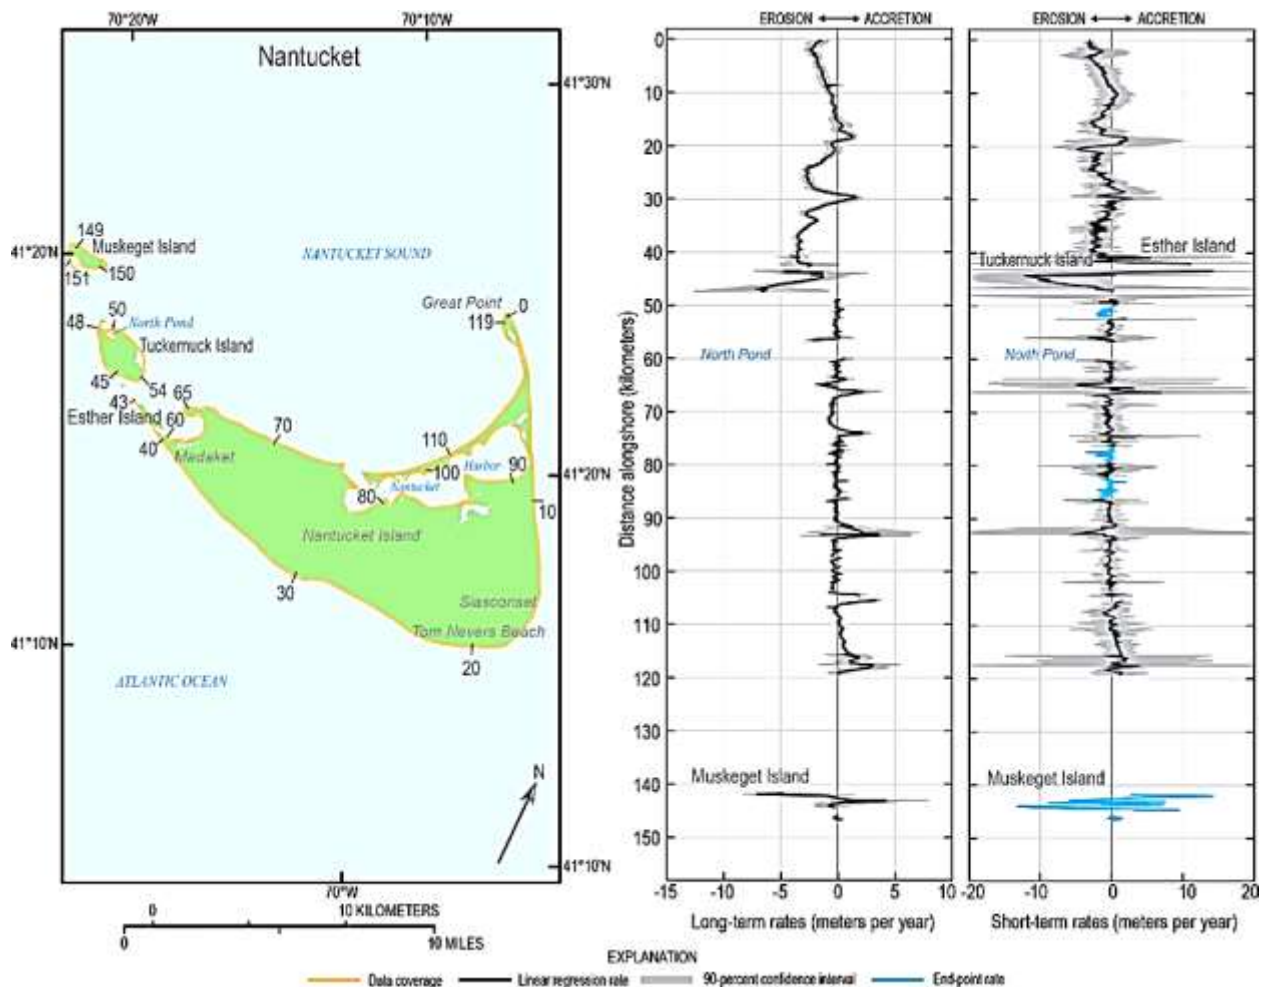 70°20'W
70°10'W
Nantucket
41°30'N
149
Muskeget Island
41°20'N
151
150
NANTUCKET SOUND
Great Point
0
119
50
48
North Pond
Tuckernuck Island
45
54
43
65
Esther Island
60
40
Madaket
70
110
100
Harbor
90
41°20'N
80
Nantucket
10
Nantucket Island
30
Siasconset
Tom Nevers Beach
41°10'N
20
ATLANTIC OCEAN
N
41°10'N
70°W
0
10 KILOMETERS
0
10 MILES
EROSION
ACCRETION
Distance alongshore (kilometers)
0
10
20
30
40
50
60
70
80
90
100
110
120
130
140
150
North Pond
Muskeget Island
-15
-10
-5
0
5
10
Long-term rates (meters per year)
EROSION
ACCRETION
Esther Island
Tuckernuck Island
North Pond
Muskeget Island
-20
-10
0
10
20
Short-term rates (meters per year)
EXPLANATION
Data coverage
Linear regression rate
90-percent confidence interval
End-point rate